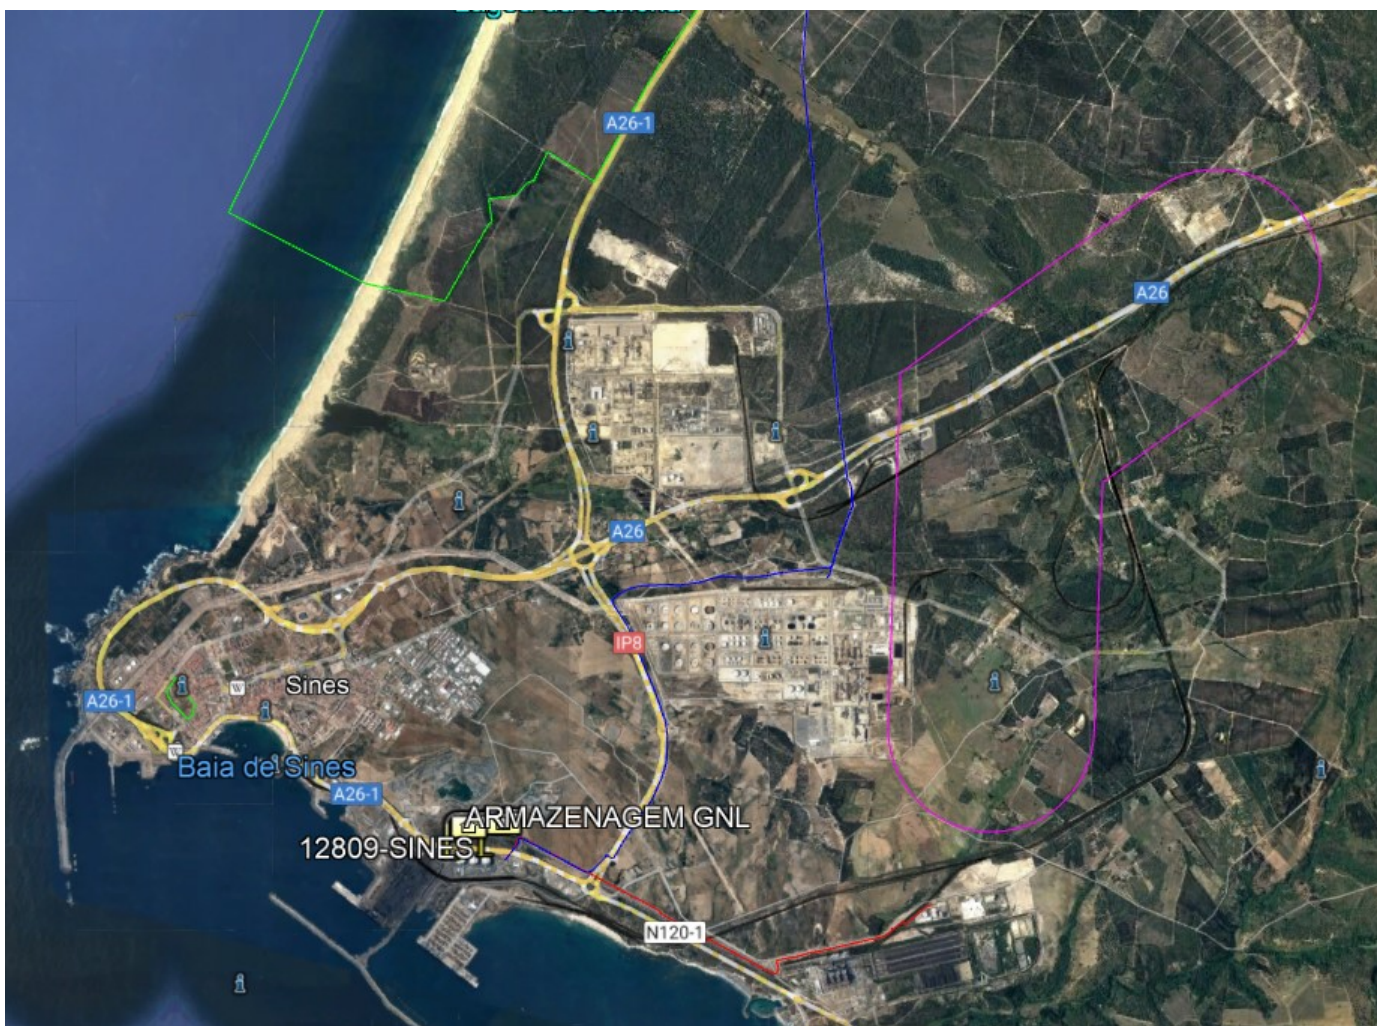 A26-1
A26
A26
IP8
Sines
A26-1
Baia de Sines
A26-1
ARMAZENAGEM GNL
12809-SINES
N120-1